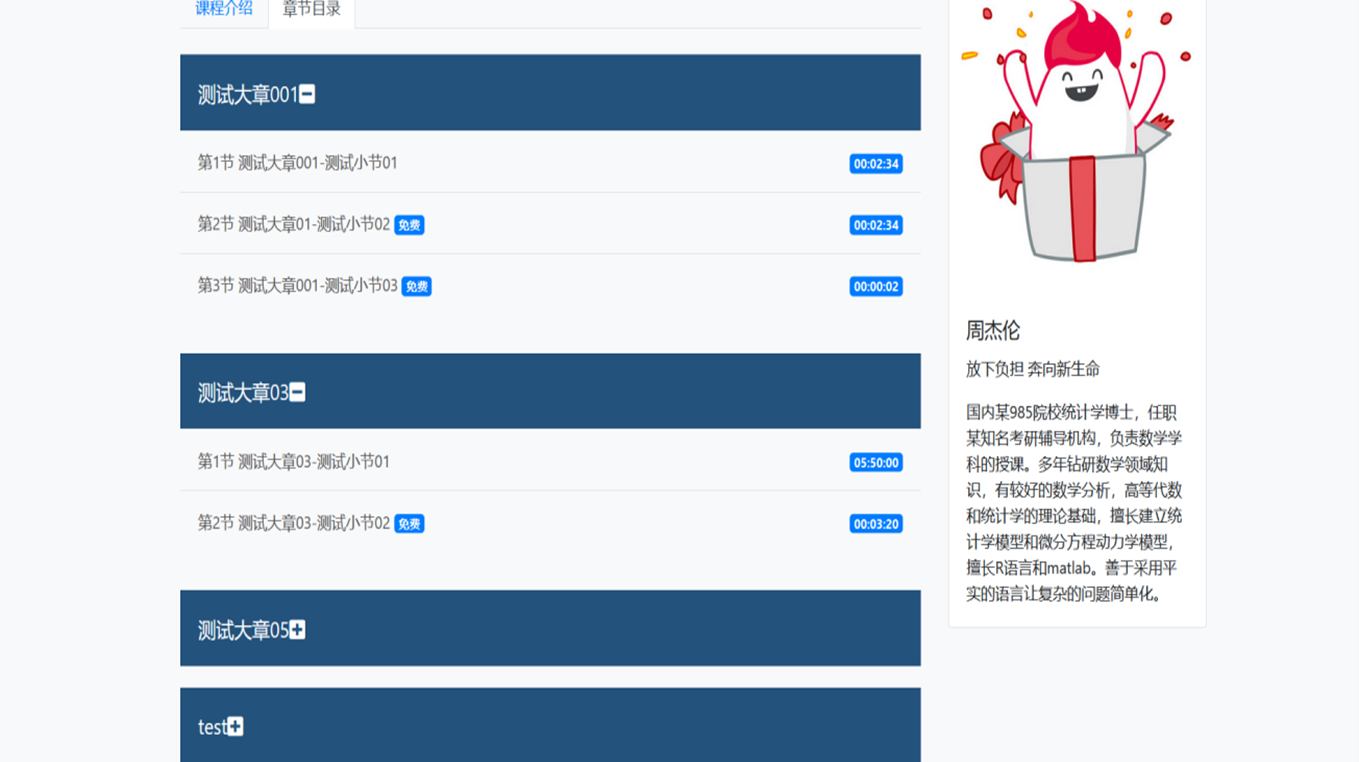 课程介绍
章节目录
测试大章001
第1节 测试大章001-测试小节01
00:02:34
第2节 测试大章01-测试小节02 免费
00:02:34
第3节 测试大章001-测试小节03 免费
00:00:02
测试大章03
第1节 测试大章03-测试小节01
05:50:00
第2节 测试大章03-测试小节02 免费
00:03:20
测试大章05
test
周杰伦
放下负担 奔向新生命
国内某985院校统计学博士，任职
某知名考研辅导机构，负责数学学
科的授课。多年钻研数学领域知
识，有较好的数学分析，高等代数
和统计学的理论基础，擅长建立统
计学模型和微分方程动力学模型，
擅长R语言和matlab。善于采用平
实的语言让复杂的问题简单化。